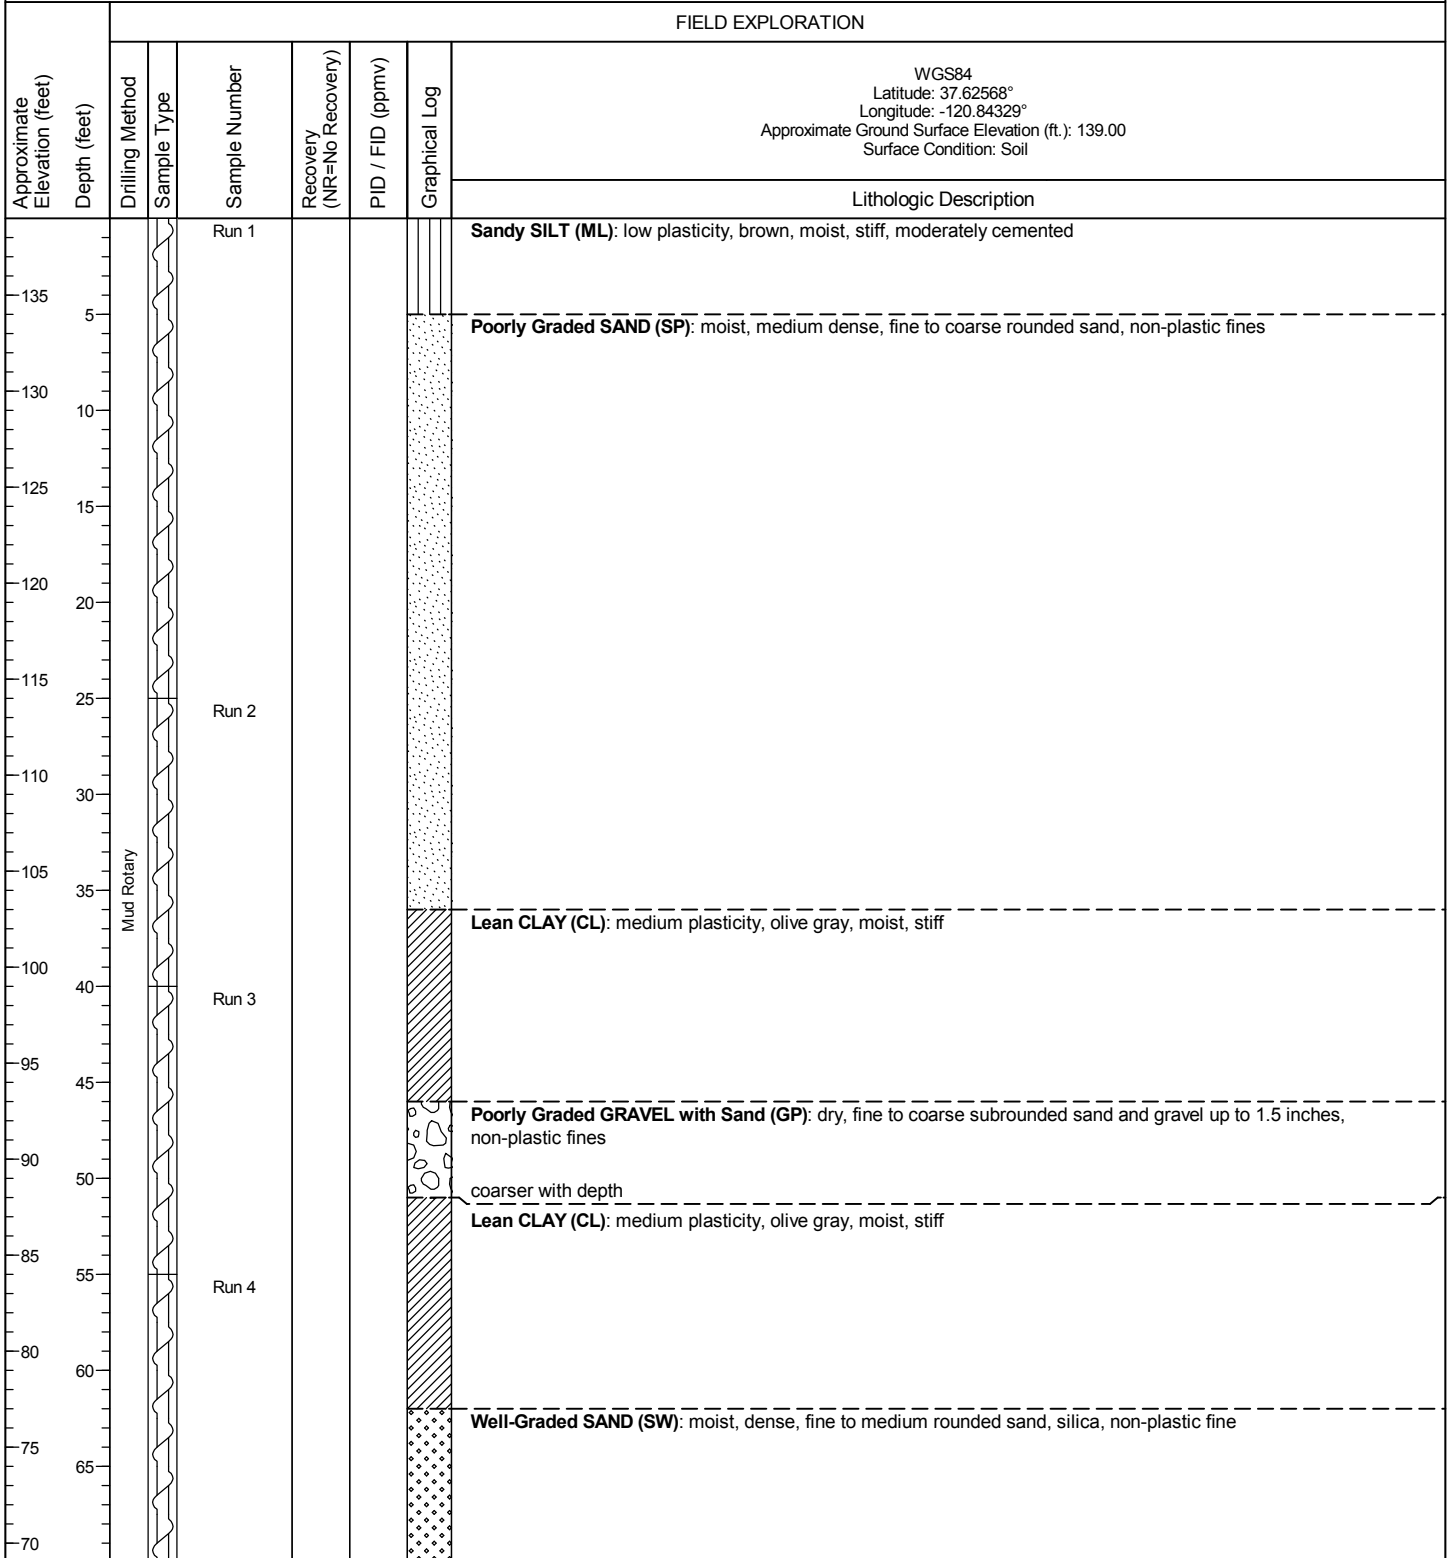 FIELD EXPLORATION
Approximate
Elevation (feet)
Depth (feet)
Drilling Method
Sample Type
Sample Number
Recovery
(NR=No Recovery)
PID / FID (ppmv)
Graphical Log
WGS84
Latitude: 37.62568°
Longitude: -120.84329°
Approximate Ground Surface Elevation (ft.): 139.00
Surface Condition: Soil
Lithologic Description
Run 1
Sandy SILT (ML): low plasticity, brown, moist, stiff, moderately cemented
135
5
Poorly Graded SAND (SP): moist, medium dense, fine to coarse rounded sand, non-plastic fines
130
10
125
15
120
20
115
25
Run 2
110
30
105
35
Mud Rotary
Lean CLAY (CL): medium plasticity, olive gray, moist, stiff
100
40
Run 3
95
45
Poorly Graded GRAVEL with Sand (GP): dry, fine to coarse subrounded sand and gravel up to 1.5 inches,
non-plastic fines
90
50
coarser with depth
Lean CLAY (CL): medium plasticity, olive gray, moist, stiff
85
55
Run 4
80
60
Well-Graded SAND (SW): moist, dense, fine to medium rounded sand, silica, non-plastic fine
75
65
70